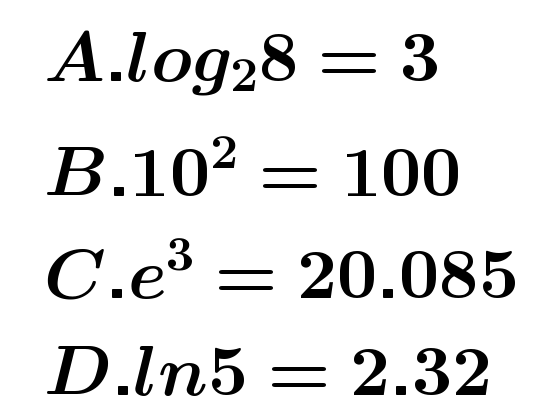 A.log₂8 = 3
B.10² = 100
C.e³ = 20.085
D.ln5 = 2.32